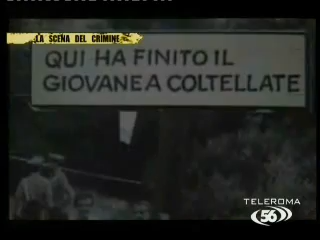 LA SCENA DEL CRIMINE
QUI HA FINITO IL
GIOVANE A COLTELLATE
TELEROMA
56